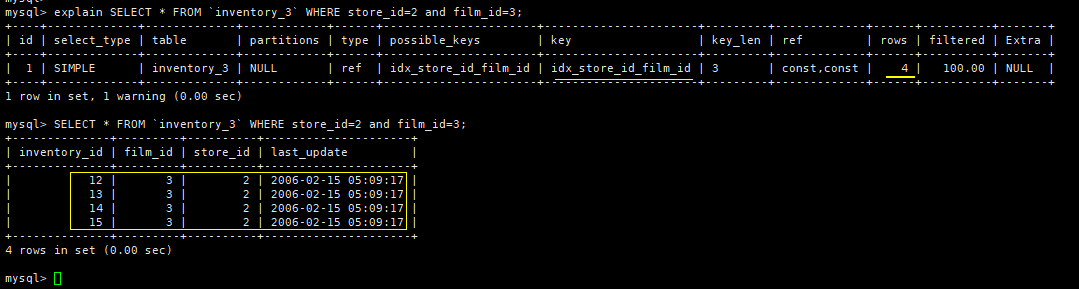 mysql> explain SELECT * FROM `inventory_3` WHERE store_id=2 and film_id=3;
+----+-------------+-------------+------------+------+----------------------+----------------------+---------+-------------+------+----------+-------+
| id | select_type | table | partitions | type | possible_keys | key | key_len | ref | rows | filtered | Extra |
+----+-------------+-------------+------------+------+----------------------+----------------------+---------+-------------+------+----------+-------+
| 1 | SIMPLE | inventory_3 | NULL | ref | idx_store_id_film_id | idx_store_id_film_id | 3 | const,const | 4 | 100.00 | NULL |
+----+-------------+-------------+------------+------+----------------------+----------------------+---------+-------------+------+----------+-------+
1 row in set, 1 warning (0.00 sec)
mysql> SELECT * FROM `inventory_3` WHERE store_id=2 and film_id=3;
+--------------+---------+----------+---------------------+
| inventory_id | film_id | store_id | last_update |
+--------------+---------+----------+---------------------+
| 12 | 3 | 2 | 2006-02-15 05:09:17 |
| 13 | 3 | 2 | 2006-02-15 05:09:17 |
| 14 | 3 | 2 | 2006-02-15 05:09:17 |
| 15 | 3 | 2 | 2006-02-15 05:09:17 |
+--------------+---------+----------+---------------------+
4 rows in set (0.00 sec)
mysql>